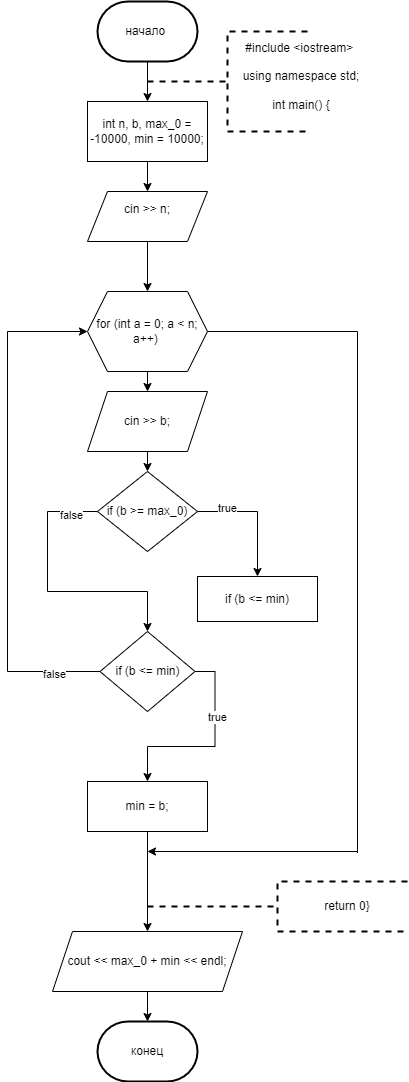 начало
#include <iostream>
using namespace std;
int main() {
int n, b, max_0 =
-10000, min = 10000;
cin >> n;
for (int a = 0; a < n;
a++)
cin >> b;
if (b >= max_0)
false
true
if (b <= min)
if (b <= min)
false
true
min = b;
return 0}
cout << max_0 + min << endl;
конец